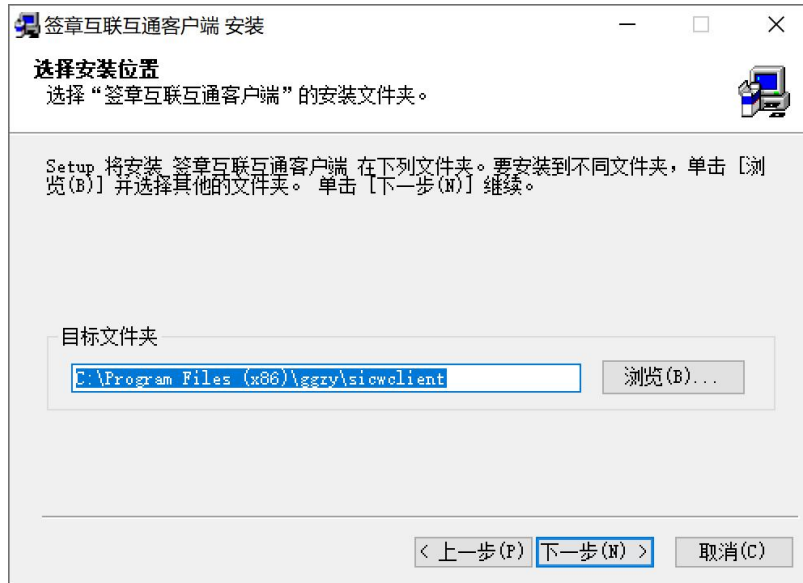 签章互联互通客户端 安装
选择安装位置
选择“签章互联互通客户端”的安装文件夹。
Setup 将安装 签章互联互通客户端 在下列文件夹。要安装到不同文件夹，单击 [浏
览(B)] 并选择其他的文件夹。 单击 [下一步(N)] 继续。
目标文件夹
C:\Program Files (x86)\ggzy\sicwclient
浏览(B)...
< 上一步(P) 下一步(N) > 取消(C)